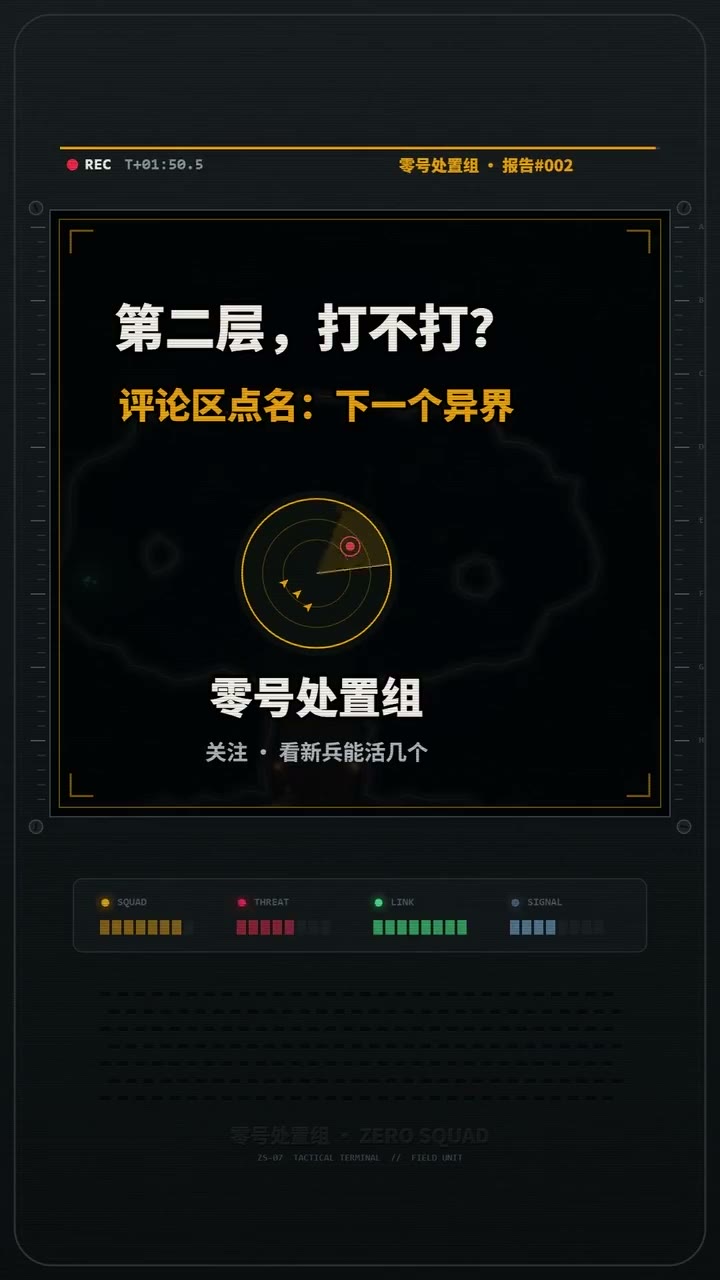 REC T+01:50.5 零号处置组 · 报告#002
第二层，打不打？
评论区点名：下一个异界
零号处置组
关注 · 看新兵能活几个
SQUAD THREAT LINK SIGNAL
零号处置组 · ZERO SQUAD
ZS-07 TACTICAL TERMINAL // FIELD UNIT